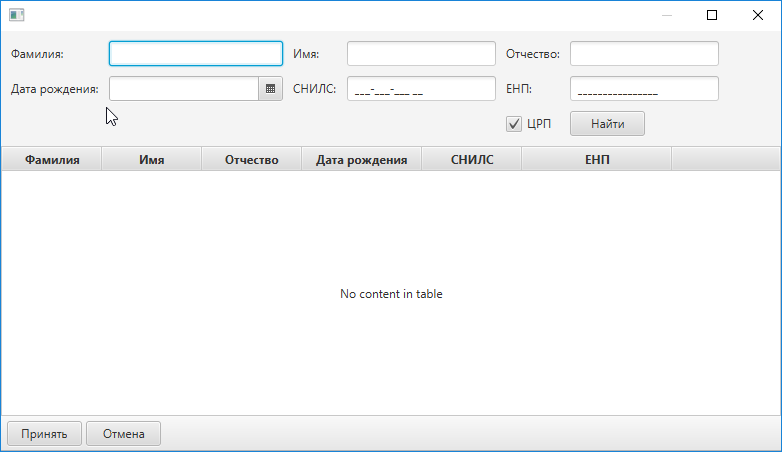 Фамилия: Имя: Отчество:
Дата рождения: СНИЛС: ___-___-___ __ ЕНП: ________________
ЦРП Найти
Фамилия Имя Отчество Дата рождения СНИЛС ЕНП
No content in table
Принять Отмена